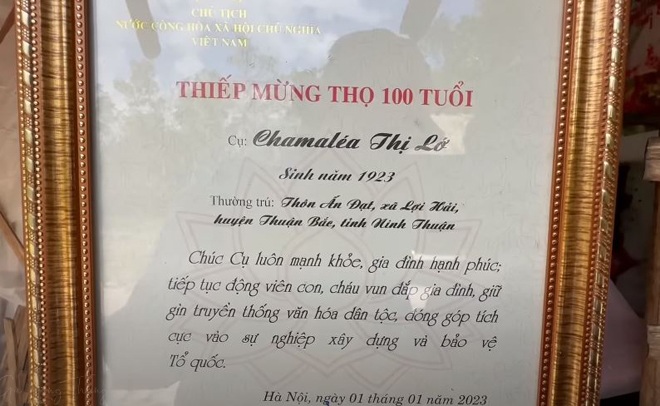 CHỦ TỊCH
NƯỚC CỘNG HÒA XÃ HỘI CHỦ NGHĨA
VIỆT NAM
THIẾP MỪNG THỌ 100 TUỔI
Cụ: Chamaléa Thị Lớ
Sinh năm 1923
Thường trú: Thôn Ấn Đạt, xã Lợi Hải,
huyện Thuận Bắc, tỉnh Ninh Thuận
Chúc Cụ luôn mạnh khỏe, gia đình hạnh phúc;
tiếp tục động viên con, cháu vun đắp gia đình, giữ
gìn truyền thống văn hóa dân tộc, đóng góp tích
cực vào sự nghiệp xây dựng và bảo vệ
Tổ quốc.
Hà Nội, ngày 01 tháng 01 năm 2023